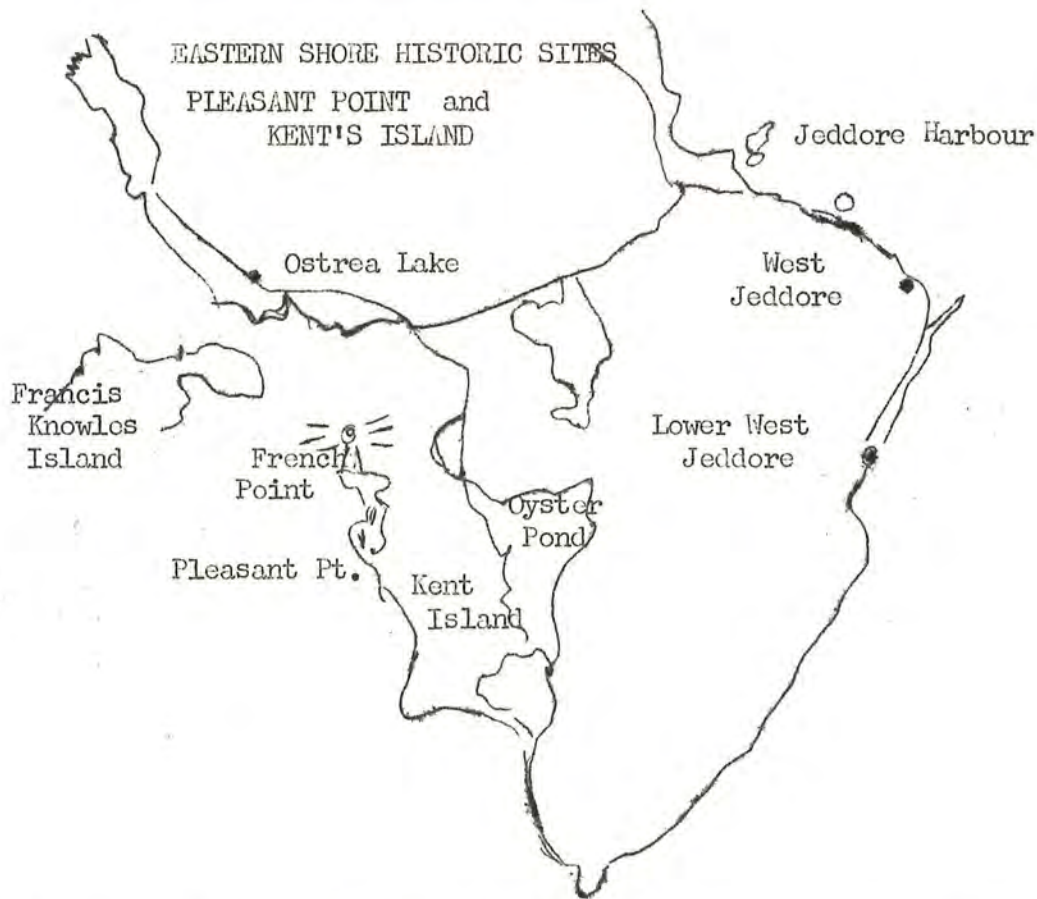 EASTERN SHORE HISTORIC SITES
PLEASANT POINT and
KENT'S ISLAND
Jeddore Harbour
Ostrea Lake
West
Jeddore
Francis
Knowles
Island
French
Point
Lower West
Jeddore
Oyster
Pond
Pleasant Pt.
Kent
Island